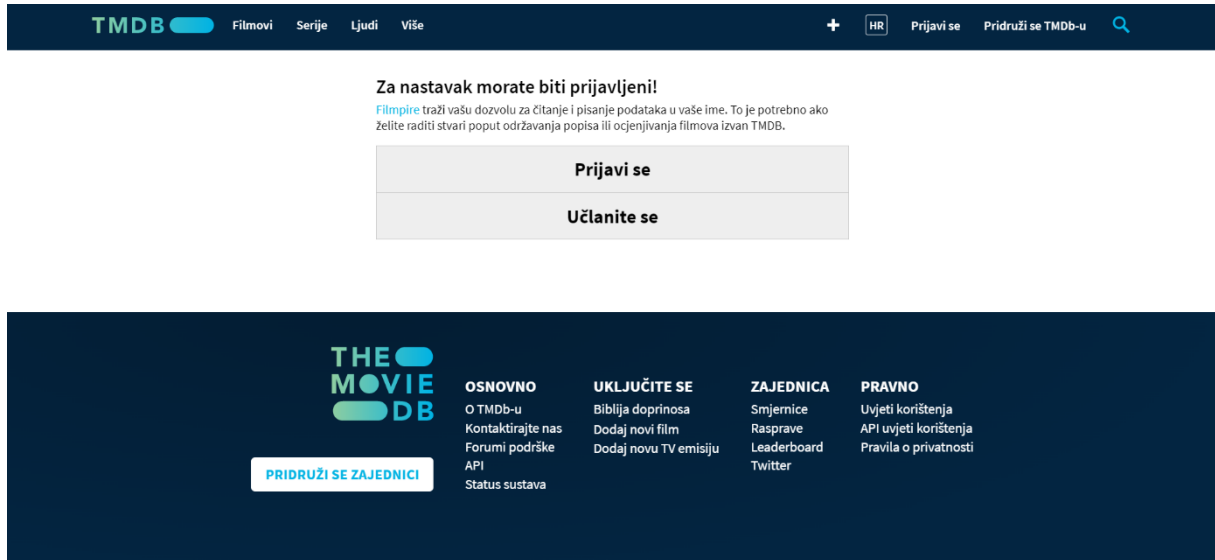 TMDB Filmovi Serije Ljudi Više + HR Prijavi se Pridruži se TMDb-u
Za nastavak morate biti prijavljeni!
Filmpire traži vašu dozvolu za čitanje i pisanje podataka u vaše ime. To je potrebno ako
želite raditi stvari poput održavanja popisa ili ocjenjivanja filmova izvan TMDB.
Prijavi se
Učlanite se
THE
MOVIE
DB
PRIDRUŽI SE ZAJEDNICI
OSNOVNO
O TMDb-u
Kontaktirajte nas
Forumi podrške
API
Status sustava
UKLJUČITE SE
Biblija doprinosa
Dodaj novi film
Dodaj novu TV emisiju
ZAJEDNICA
Smjernice
Rasprave
Leaderboard
Twitter
PRAVNO
Uvjeti korištenja
API uvjeti korištenja
Pravila o privatnosti